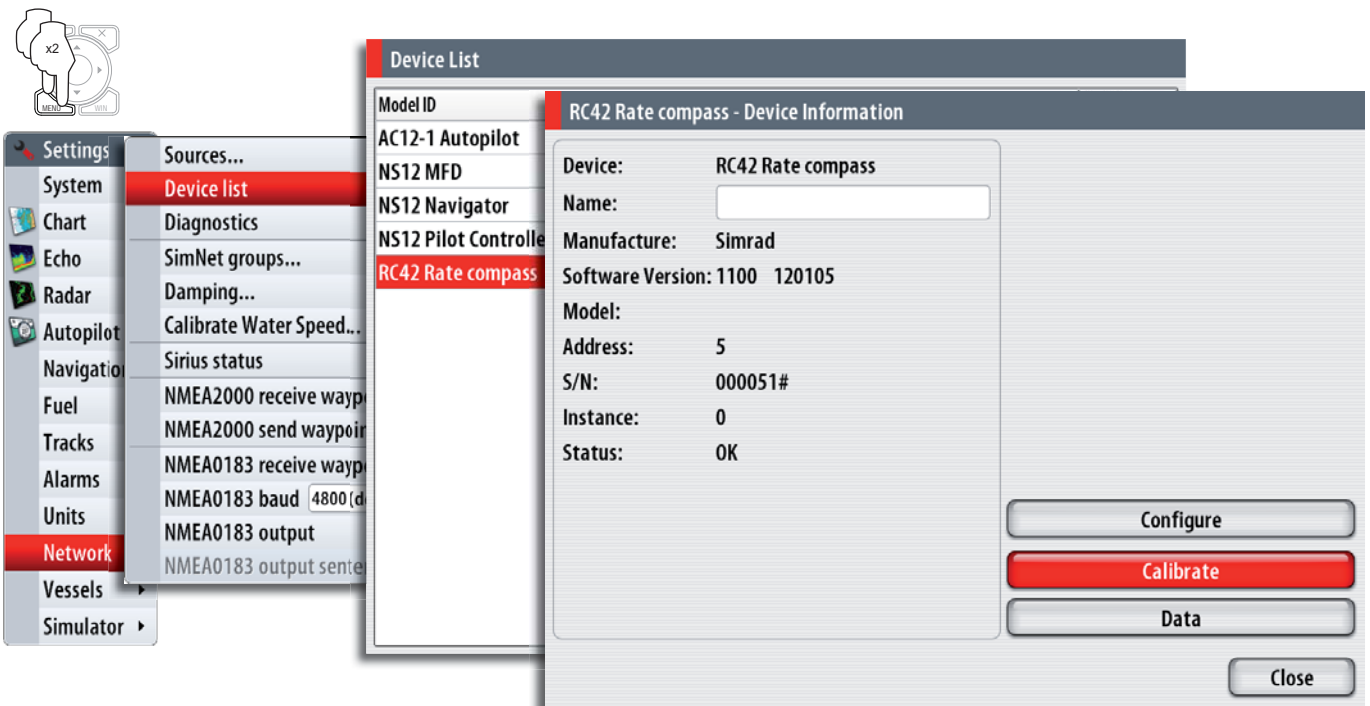 x2
MENU
WIN
Settings
System
Chart
Echo
Radar
Autopilot
Navigation
Fuel
Tracks
Alarms
Units
Network
Vessels
Simulator
Sources...
Device list
Diagnostics
SimNet groups...
Damping...
Calibrate Water Speed...
Sirius status
NMEA2000 receive
NMEA2000 send
NMEA0183 receive
NMEA0183 baud 4800
NMEA0183 output
NMEA0183 output
Device List
Model ID
AC12-1 Autopilot
NS12 MFD
NS12 Navigator
NS12 Pilot Controlle
RC42 Rate compass
RC42 Rate compass - Device Information
Device: RC42 Rate compass
Name:
Manufacture: Simrad
Software Version: 1100 120105
Model:
Address: 5
S/N: 000051#
Instance: 0
Status: OK
Configure
Calibrate
Data
Close